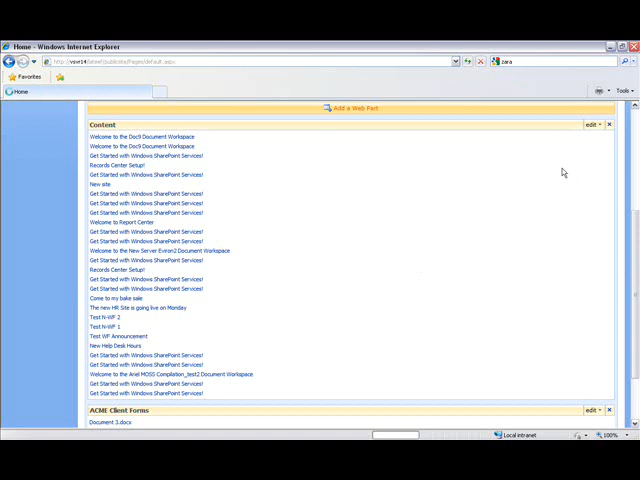 Home - Windows Internet Explorer
Favorites
zara
Home
Tools
Add a Web Part
Content
edit
Welcome to the Doc9 Document Workspace
Welcome to the Doc9 Document Workspace
Get Started with Windows SharePoint Services!
Records Center Setup!
Get Started with Windows SharePoint Services!
New site
Get Started with Windows SharePoint Services!
Get Started with Windows SharePoint Services!
Get Started with Windows SharePoint Services!
Welcome to Report Center
Get Started with Windows SharePoint Services!
Get Started with Windows SharePoint Services!
Welcome to the New Server Eviron2 Document Workspace
Get Started with Windows SharePoint Services!
Records Center Setup!
Get Started with Windows SharePoint Services!
Get Started with Windows SharePoint Services!
Come to my bake sale
The new HR Site is going live on Monday
Test N-WF 2
Test N-WF 1
Test WF Announcement
New Help Desk Hours
Get Started with Windows SharePoint Services!
Get Started with Windows SharePoint Services!
Welcome to the Ariel MOSS Compilation_test2 Document Workspace
Get Started with Windows SharePoint Services!
Get Started with Windows SharePoint Services!
ACME Client Forms
edit
Document 3.docx
Local intranet
100%